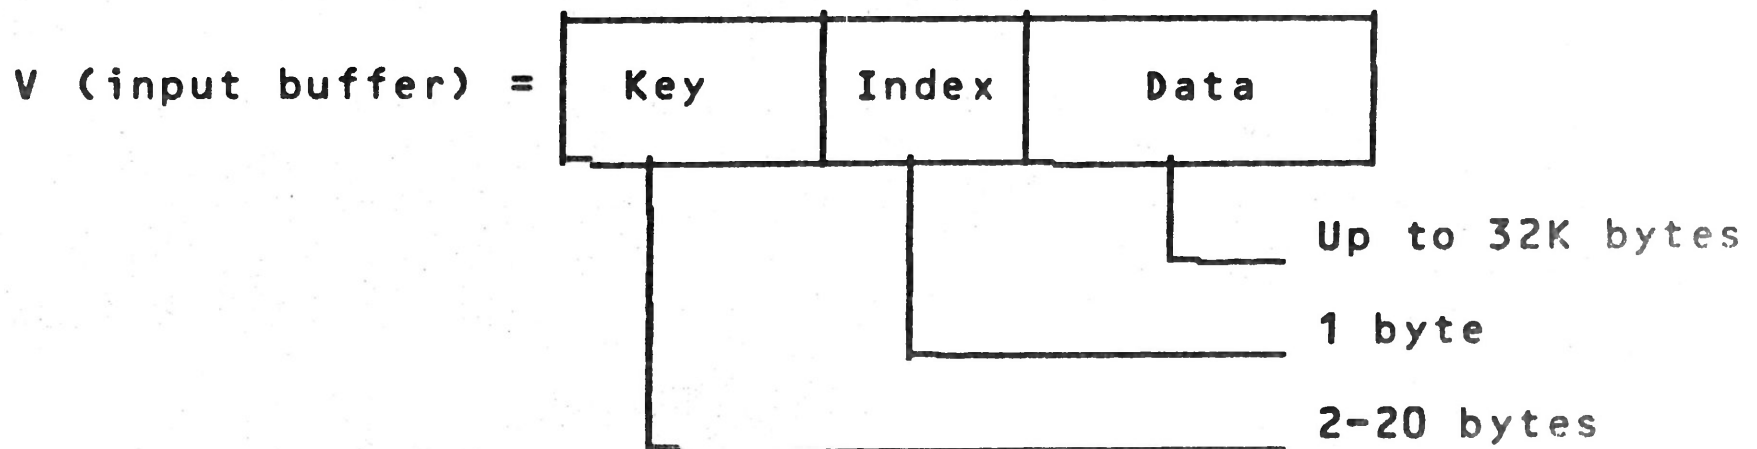 V (input buffer) = Key Index Data
Up to 32K bytes
1 byte
2-20 bytes